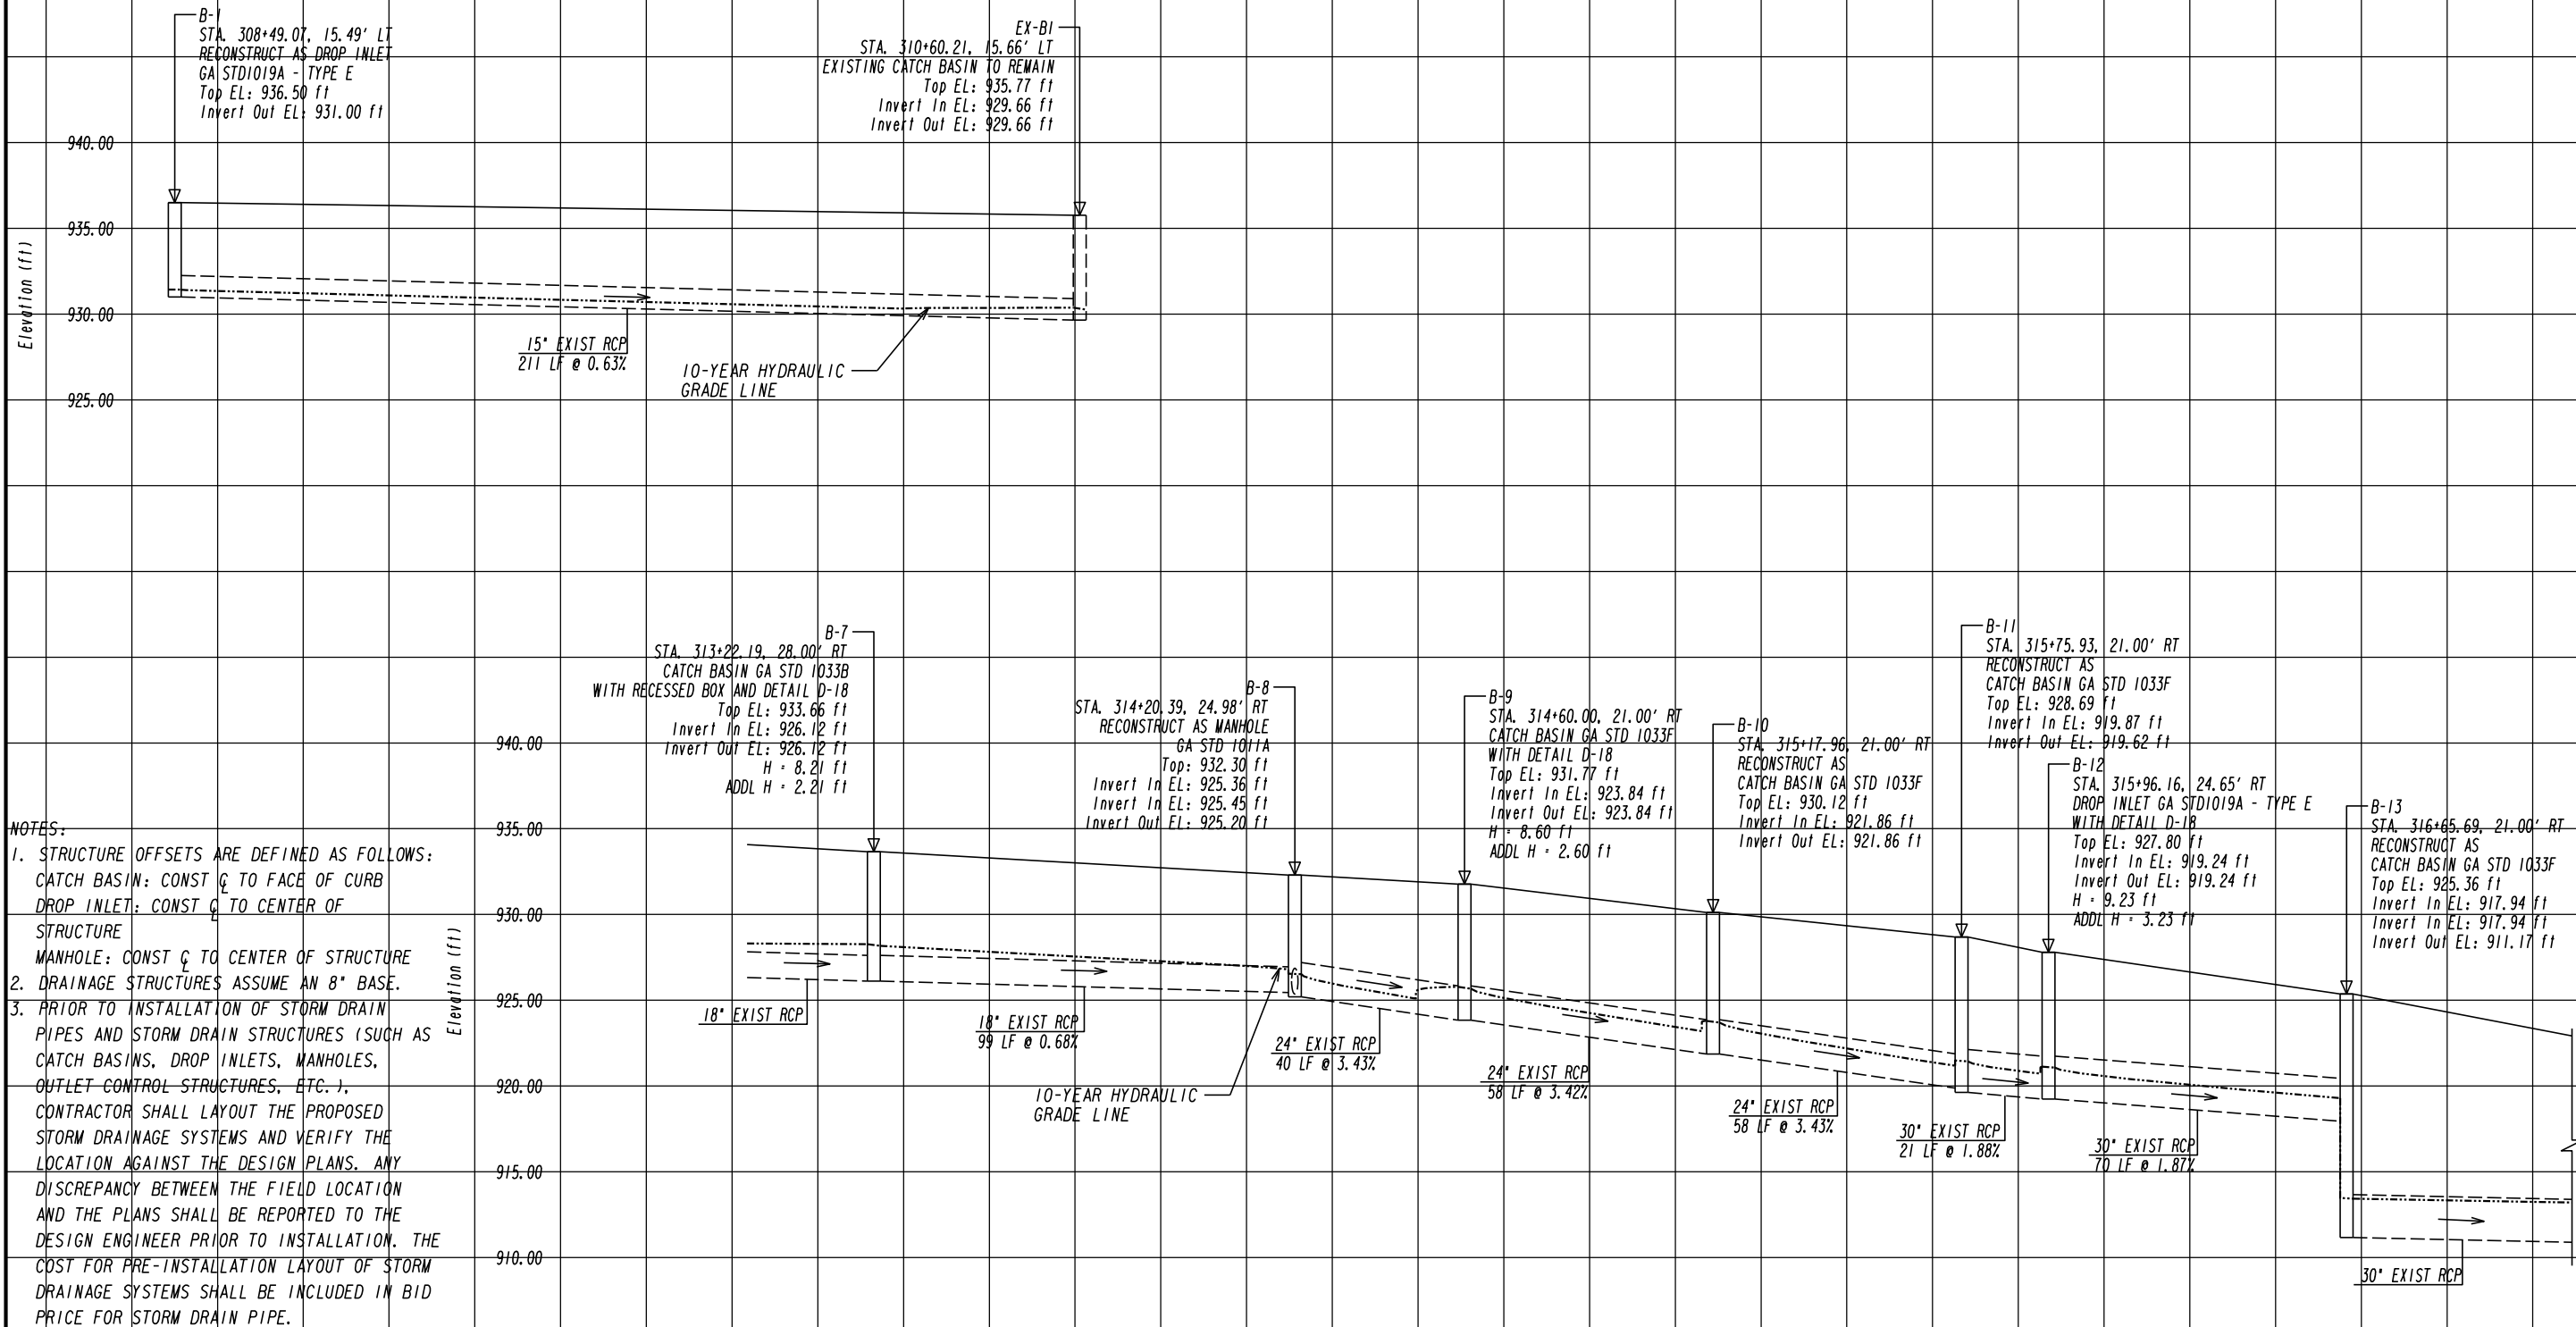 B-1
STA. 308+49.07, 15.49' LT
RECONSTRUCT AS DROP INLET
GA STD1019A - TYPE E
Top EL: 936.50 ft
Invert Out EL: 931.00 ft
EX-B1
STA. 310+60.21, 15.66' LT
EXISTING CATCH BASIN TO REMAIN
Top EL: 935.77 ft
Invert In EL: 929.66 ft
Invert Out EL: 929.66 ft
940.00
935.00
930.00
925.00
Elevation (ft)
15" EXIST RCP
211 LF @ 0.63%
10-YEAR HYDRAULIC
GRADE LINE
B-7
STA. 313+22.19, 28.00' RT
CATCH BASIN GA STD 1033B
WITH RECESSED BOX AND DETAIL D-18
Top EL: 933.66 ft
Invert In EL: 926.12 ft
Invert Out EL: 926.12 ft
H = 8.21 ft
ADDL H = 2.21 ft
B-8
STA. 314+20.39, 24.98' RT
RECONSTRUCT AS MANHOLE
GA STD 1011A
Top: 932.30 ft
Invert In EL: 925.36 ft
Invert In EL: 925.45 ft
Invert Out EL: 925.20 ft
B-9
STA. 314+60.00, 21.00' RT
CATCH BASIN GA STD 1033F
WITH DETAIL D-18
Top EL: 931.77 ft
Invert In EL: 923.84 ft
Invert Out EL: 923.84 ft
H = 8.60 ft
ADDL H = 2.60 ft
B-10
STA. 315+17.96, 21.00' RT
RECONSTRUCT AS
CATCH BASIN GA STD 1033F
Top EL: 930.12 ft
Invert In EL: 921.86 ft
Invert Out EL: 921.86 ft
B-11
STA. 315+75.93, 21.00' RT
RECONSTRUCT AS
CATCH BASIN GA STD 1033F
Top EL: 928.69 ft
Invert In EL: 919.87 ft
Invert Out EL: 919.62 ft
B-12
STA. 315+96.16, 24.65' RT
DROP INLET GA STD1019A - TYPE E
WITH DETAIL D-18
Top EL: 927.80 ft
Invert In EL: 919.24 ft
Invert Out EL: 919.24 ft
H = 9.23 ft
ADDL H = 3.23 ft
B-13
STA. 316+65.69, 21.00' RT
RECONSTRUCT AS
CATCH BASIN GA STD 1033F
Top EL: 925.36 ft
Invert In EL: 917.94 ft
Invert In EL: 917.94 ft
Invert Out EL: 911.17 ft
940.00
935.00
930.00
925.00
920.00
915.00
910.00
Elevation (ft)
18" EXIST RCP
18" EXIST RCP
99 LF @ 0.68%
10-YEAR HYDRAULIC
GRADE LINE
24" EXIST RCP
40 LF @ 3.43%
24" EXIST RCP
58 LF @ 3.42%
24" EXIST RCP
58 LF @ 3.43%
30" EXIST RCP
21 LF @ 1.88%
30" EXIST RCP
70 LF @ 1.87%
30" EXIST RCP
NOTES:
1. STRUCTURE OFFSETS ARE DEFINED AS FOLLOWS:
CATCH BASIN: CONST ℄ TO FACE OF CURB
DROP INLET: CONST ℄ TO CENTER OF
STRUCTURE
MANHOLE: CONST ℄ TO CENTER OF STRUCTURE
2. DRAINAGE STRUCTURES ASSUME AN 8" BASE.
3. PRIOR TO INSTALLATION OF STORM DRAIN
PIPES AND STORM DRAIN STRUCTURES (SUCH AS
CATCH BASINS, DROP INLETS, MANHOLES,
OUTLET CONTROL STRUCTURES, ETC.),
CONTRACTOR SHALL LAYOUT THE PROPOSED
STORM DRAINAGE SYSTEMS AND VERIFY THE
LOCATION AGAINST THE DESIGN PLANS. ANY
DISCREPANCY BETWEEN THE FIELD LOCATION
AND THE PLANS SHALL BE REPORTED TO THE
DESIGN ENGINEER PRIOR TO INSTALLATION. THE
COST FOR PRE-INSTALLATION LAYOUT OF STORM
DRAINAGE SYSTEMS SHALL BE INCLUDED IN BID
PRICE FOR STORM DRAIN PIPE.